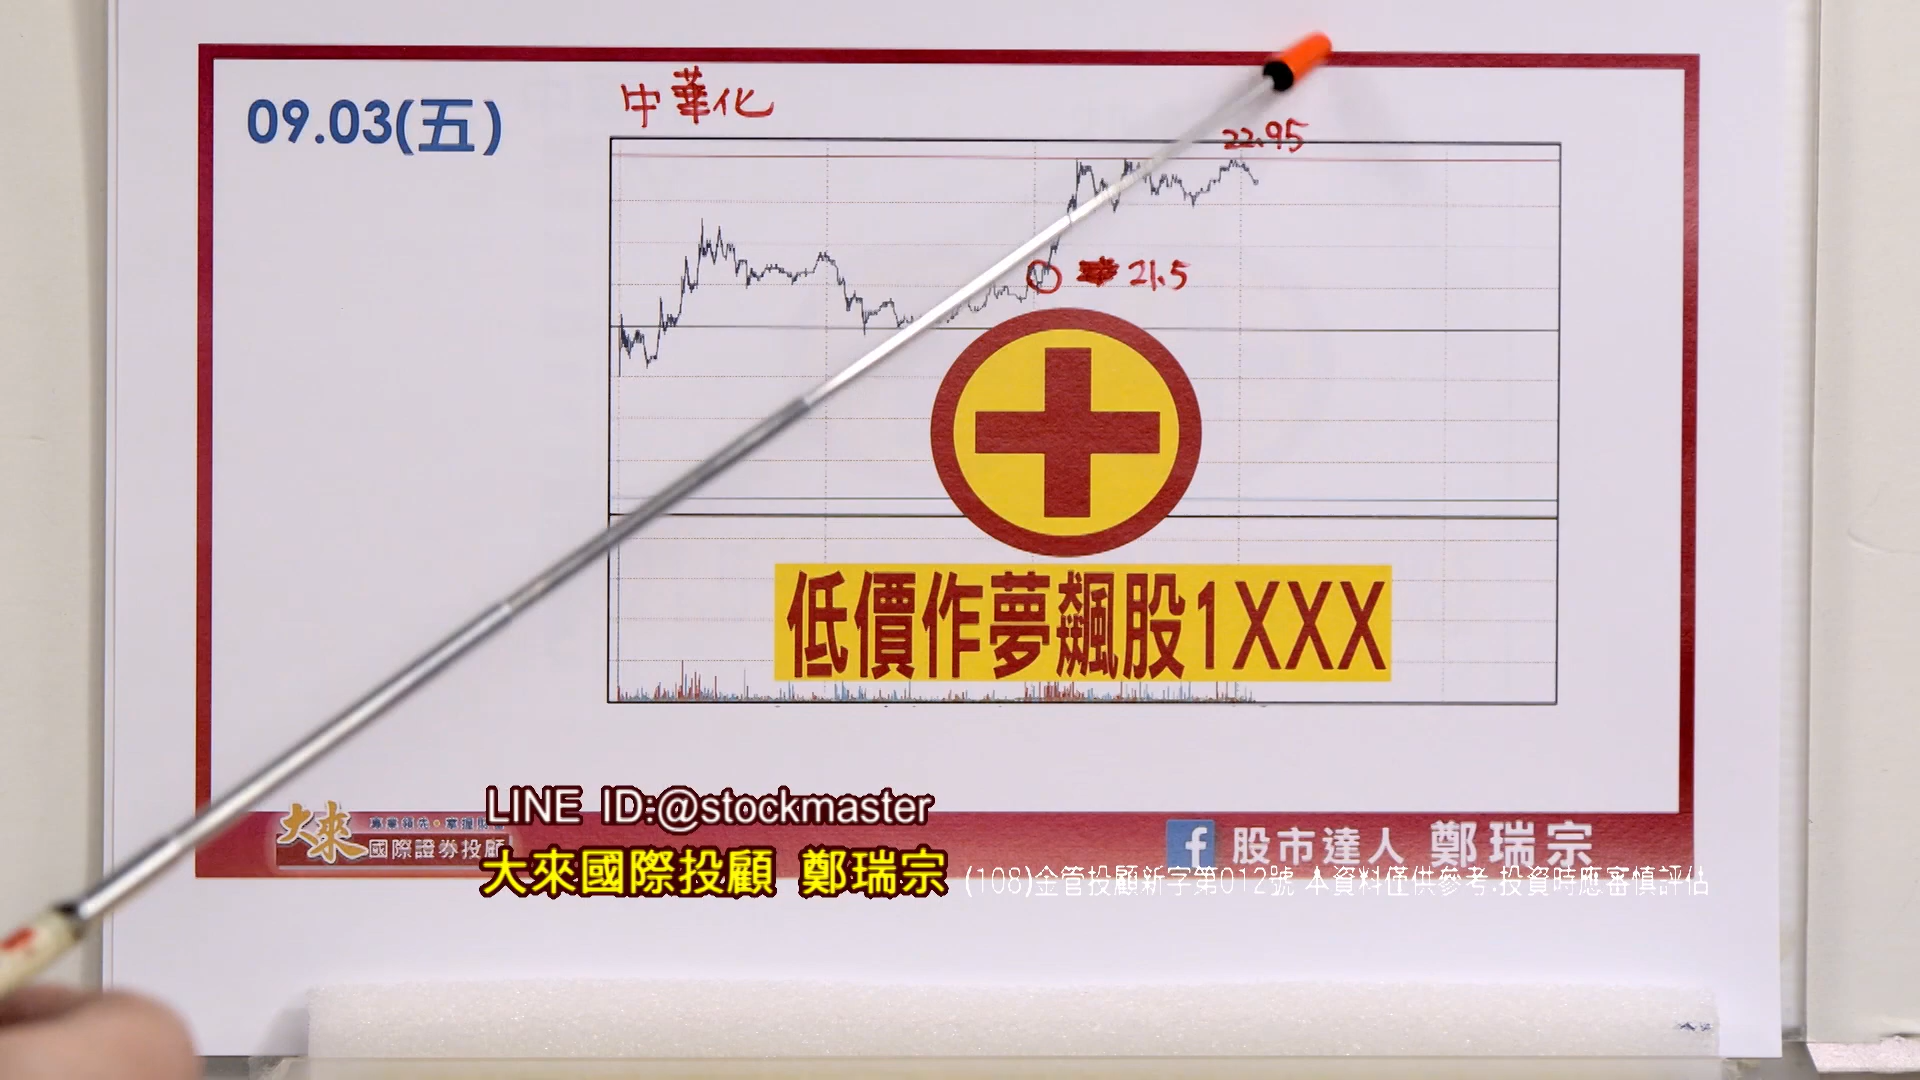 09.03(五)
中華化
22.95
21.5
低價作夢飆股1XXX
LINE ID:@stockmaster
大來
國際證券投顧
股市達人 鄭瑞宗
大來國際投顧 鄭瑞宗
(108)金管投顧新字第012號 本資料僅供參考.投資時應審慎評估